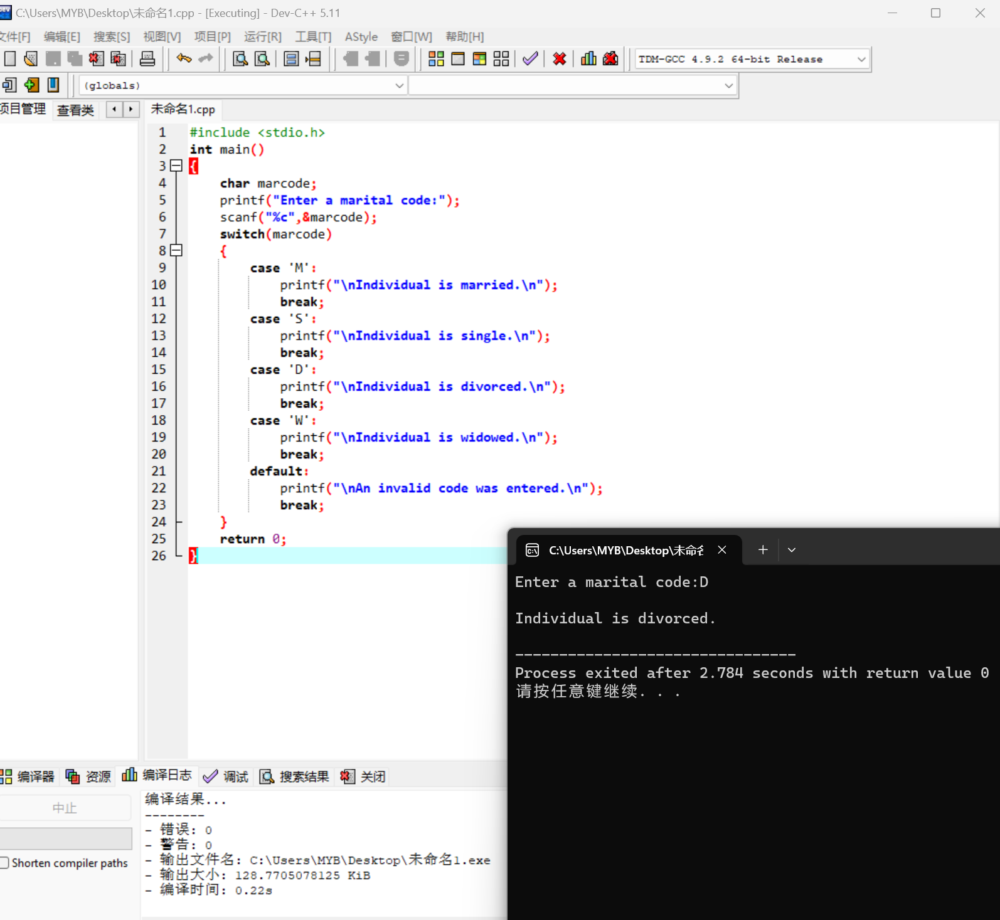 C:\Users\MYB\Desktop\未命名1.cpp - [Executing] - Dev-C++ 5.11
文件[F] 编辑[E] 搜索[S] 视图[V] 项目[P] 运行[R] 工具[T] AStyle 窗口[W] 帮助[H]
TDM-GCC 4.9.2 64-bit Release
(globals)
项目管理 查看类 未命名1.cpp
1 #include <stdio.h>
2 int main()
3 {
4 char marcode;
5 printf("Enter a marital code:");
6 scanf("%c",&marcode);
7 switch(marcode)
8 {
9 case 'M':
10 printf("\nIndividual is married.\n");
11 break;
12 case 'S':
13 printf("\nIndividual is single.\n");
14 break;
15 case 'D':
16 printf("\nIndividual is divorced.\n");
17 break;
18 case 'W':
19 printf("\nIndividual is widowed.\n");
20 break;
21 default:
22 printf("\nAn invalid code was entered.\n");
23 break;
24 }
25 return 0;
26 }
C:\Users\MYB\Desktop\未命名
Enter a marital code:D
Individual is divorced.
--------------------------------
Process exited after 2.784 seconds with return value 0
请按任意键继续. . .
编译器 资源 编译日志 调试 搜索结果 关闭
中止
Shorten compiler paths
编译结果...
--------
- 错误: 0
- 警告: 0
- 输出文件名: C:\Users\MYB\Desktop\未命名1.exe
- 输出大小: 128.7705078125 KiB
- 编译时间: 0.22s